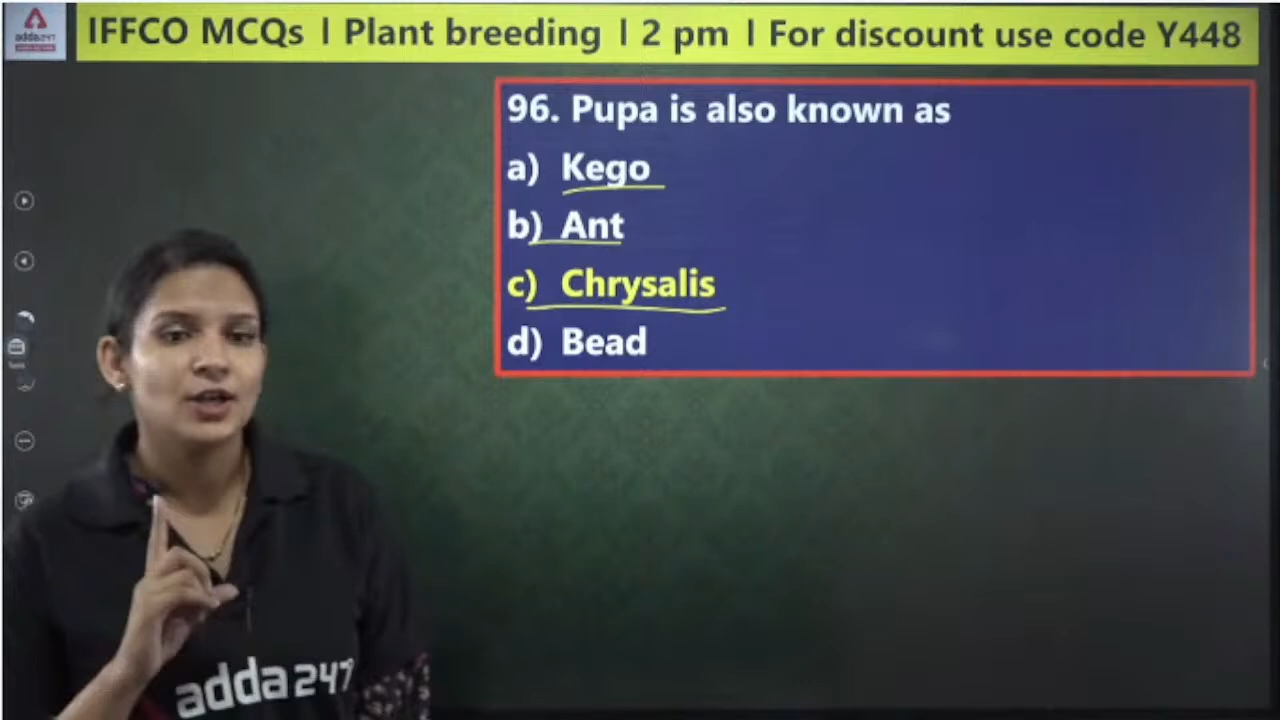 adda247
IFFCO MCQs I Plant breeding I 2 pm I For discount use code Y448
96. Pupa is also known as
a) Kego
b) Ant
c) Chrysalis
d) Bead
adda247